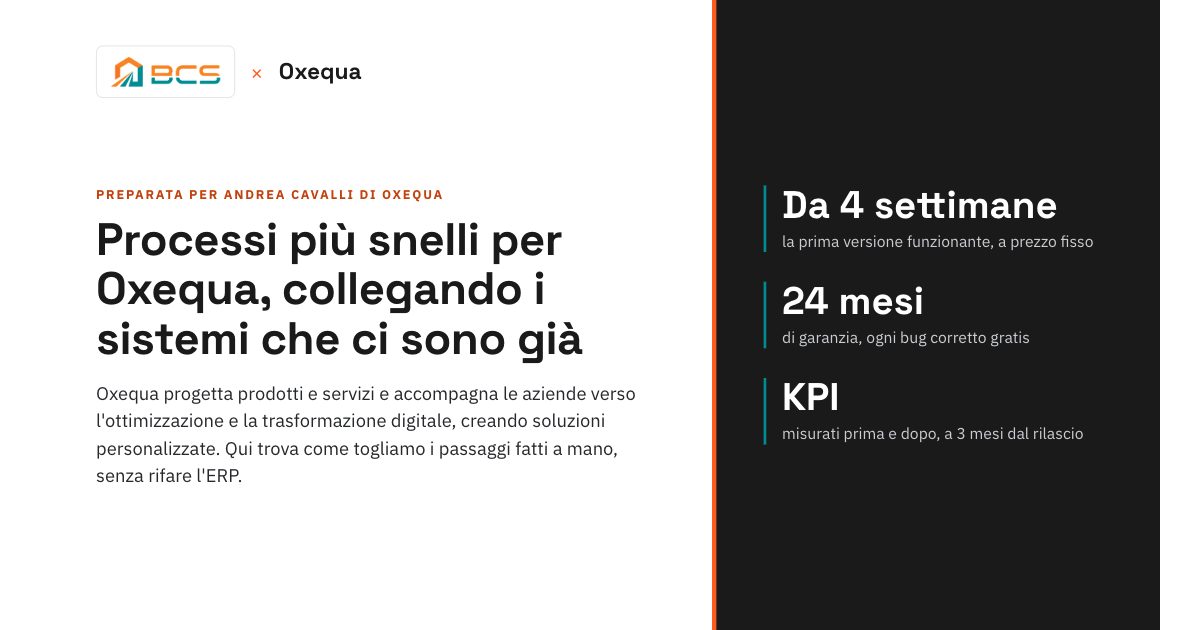 BCS × Oxequa
PREPARATA PER ANDREA CAVALLI DI OXEQUA
Processi più snelli per
Oxequa, collegando i
sistemi che ci sono già
Oxequa progetta prodotti e servizi e accompagna le aziende verso
l'ottimizzazione e la trasformazione digitale, creando soluzioni
personalizzate. Qui trova come togliamo i passaggi fatti a mano,
senza rifare l'ERP.
Da 4 settimane
la prima versione funzionante, a prezzo fisso
24 mesi
di garanzia, ogni bug corretto gratis
KPI
misurati prima e dopo, a 3 mesi dal rilascio